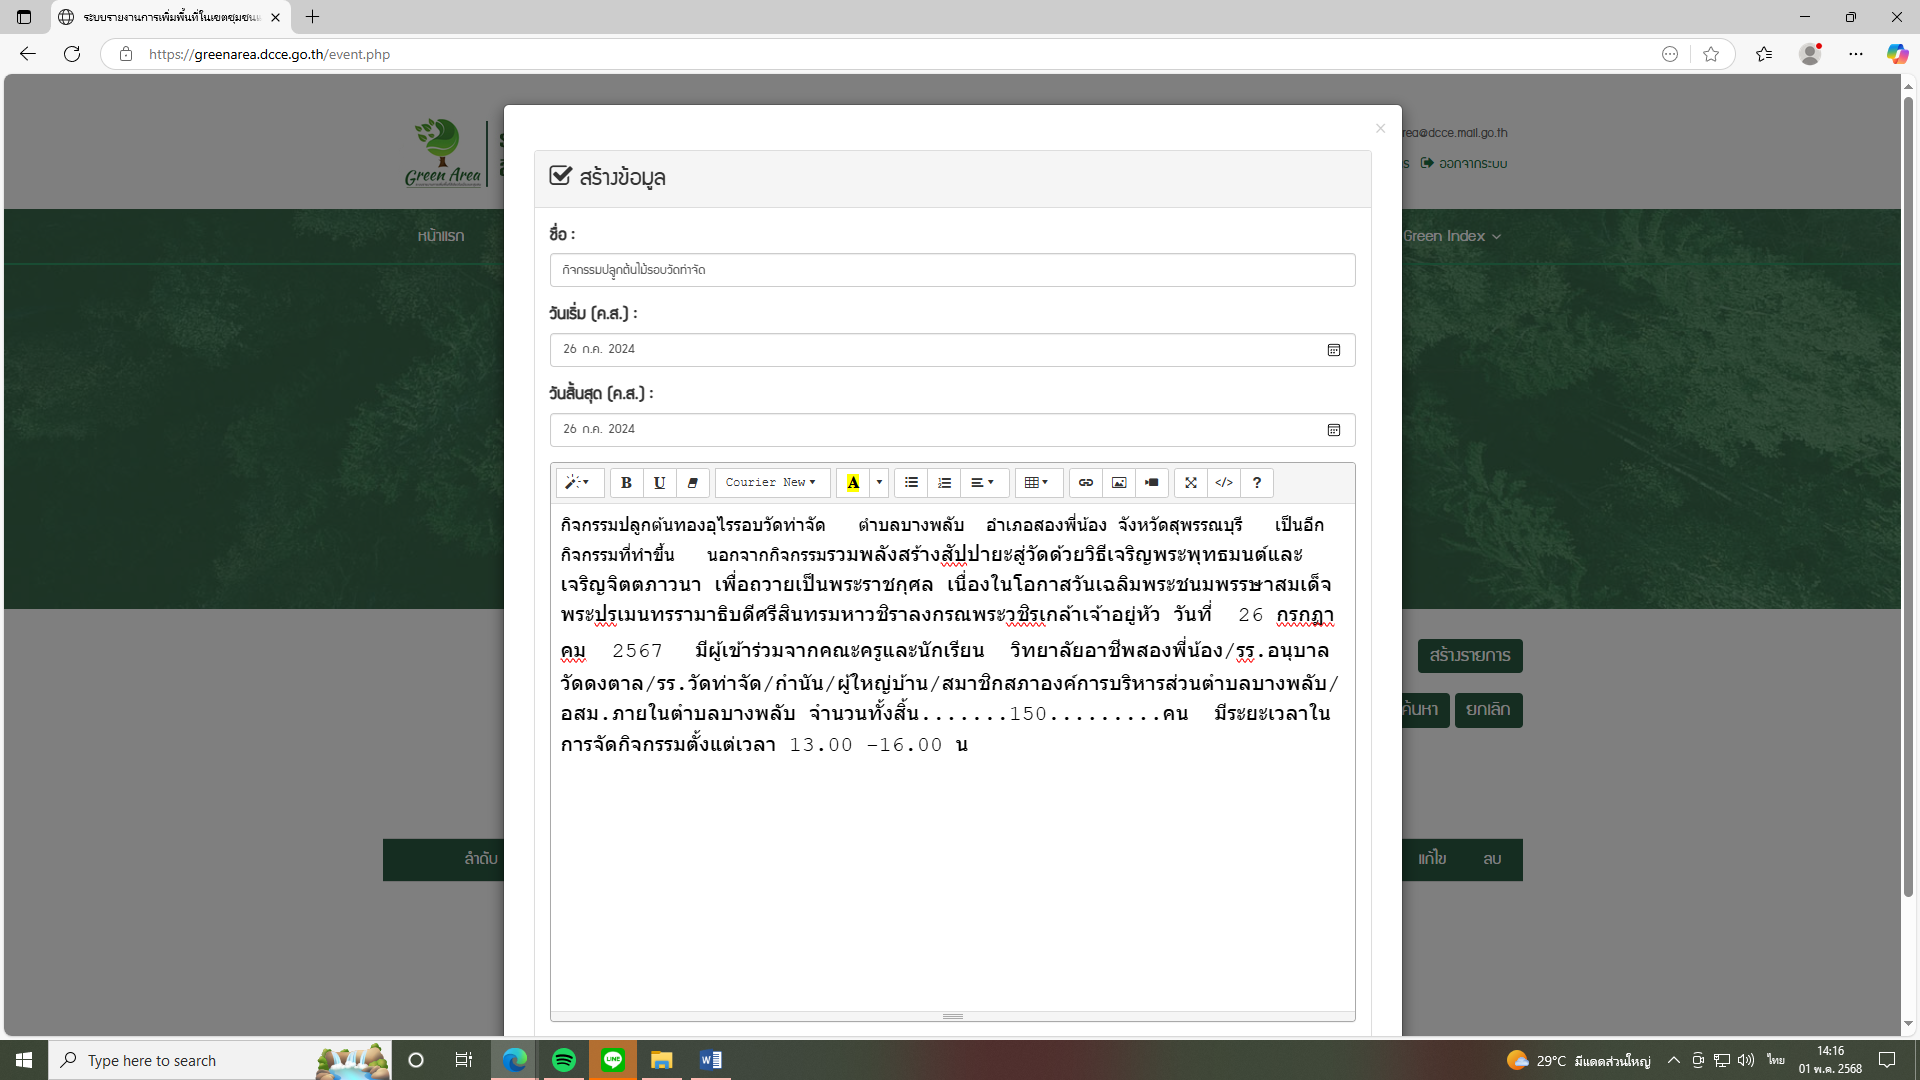 ระบบรายงานการเพิ่มพื้นที่ในเขตชุมชนแ
https://greenarea.dcce.go.th/event.php
Green Area
rea@dcce.mail.go.th
ออกจากระบบ
สร้างข้อมูล
หน้าแรก
Green Index
ชื่อ :
กิจกรรมปลูกต้นไม้รอบวัดท่าจัด
วันเริ่ม (ค.ศ.) :
26 ก.ค. 2024
วันสิ้นสุด (ค.ศ.) :
26 ก.ค. 2024
B U Courier New A </> ?
กิจกรรมปลูกต้นทองอุไรรอบวัดท่าจัด ตำบลบางพลับ อำเภอสองพี่น้อง จังหวัดสุพรรณบุรี เป็นอีก
กิจกรรมที่ทำขึ้น นอกจากกิจกรรมรวมพลังสร้างสัปปายะสู่วัดด้วยวิธีเจริญพระพุทธมนต์และ
เจริญจิตตภาวนา เพื่อถวายเป็นพระราชกุศล เนื่องในโอกาสวันเฉลิมพระชนมพรรษาสมเด็จ
พระปรเมนทรรามาธิบดีศรีสินทรมหาวชิราลงกรณพระวชิรเกล้าเจ้าอยู่หัว วันที่ 26 กรกฎา
คม 2567 มีผู้เข้าร่วมจากคณะครูและนักเรียน วิทยาลัยอาชีพสองพี่น้อง/รร.อนุบาล
วัดดงตาล/รร.วัดท่าจัด/กำนัน/ผู้ใหญ่บ้าน/สมาชิกสภาองค์การบริหารส่วนตำบลบางพลับ/
อสม.ภายในตำบลบางพลับ จำนวนทั้งสิ้น.......150.........คน มีระยะเวลาใน
การจัดกิจกรรมตั้งแต่เวลา 13.00 -16.00 น
สร้างรายการ
ค้นหา ยกเลิก
ลำดับ แก้ไข ลบ
Type here to search
29°C มีแดดส่วนใหญ่
ไทย
14:16
01 พ.ค. 2568